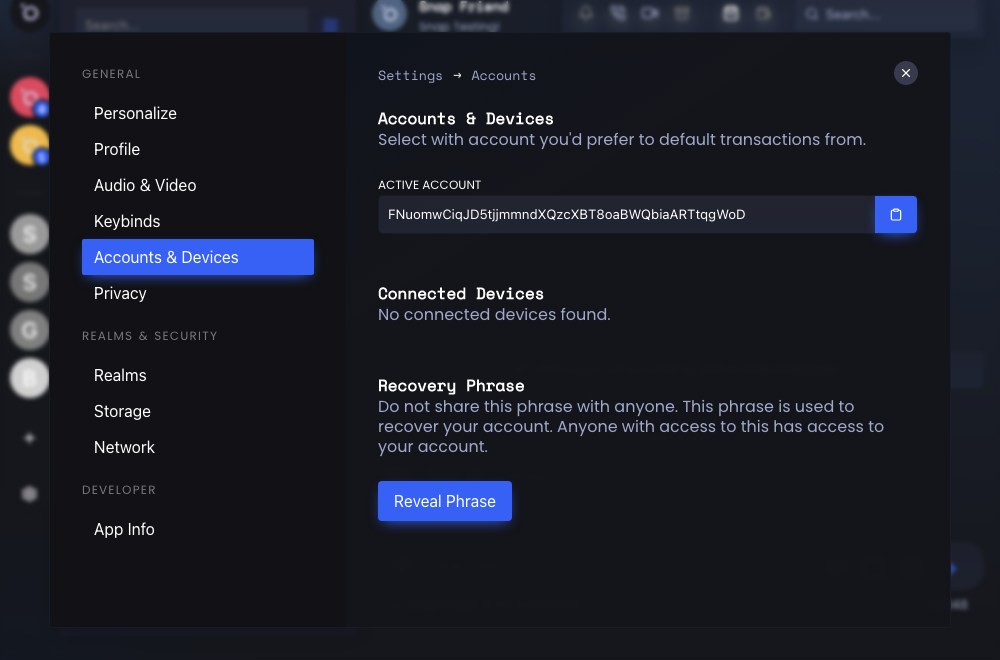 Snap Friend
Search...
Snap Testing!
Search...
GENERAL
Personalize
Profile
Audio & Video
Keybinds
Accounts & Devices
Privacy
REALMS & SECURITY
Realms
Storage
Network
DEVELOPER
App Info
Settings → Accounts
Accounts & Devices
Select with account you'd prefer to default transactions from.
ACTIVE ACCOUNT
FNuomwCiqJD5tjjmmndXQzcXBT8oaBWQbiaARTtqgWoD
Connected Devices
No connected devices found.
Recovery Phrase
Do not share this phrase with anyone. This phrase is used to
recover your account. Anyone with access to this has access to
your account.
Reveal Phrase
S
S
G